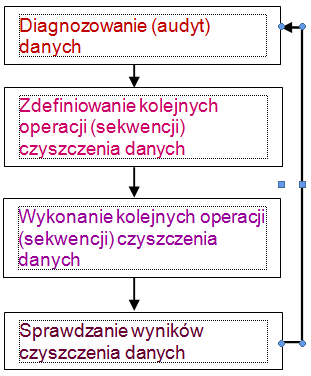 Diagnozowanie (audyt)
danych
Zdefiniowanie kolejnych
operacji (sekwencji)
czyszczenia danych
Wykonanie kolejnych operacji
(sekwencji) czyszczenia
danych
Sprawdzanie wyników
czyszczenia danych